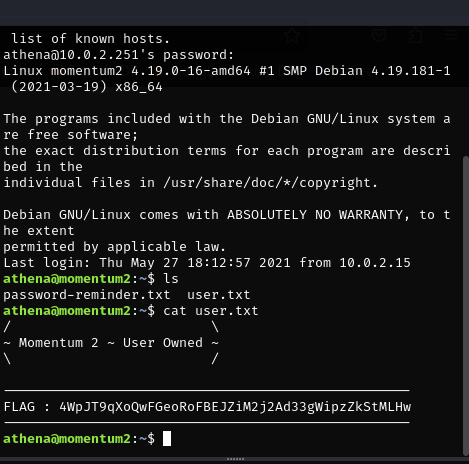 list of known hosts.
athena@10.0.2.251's password:
Linux momentum2 4.19.0-16-amd64 #1 SMP Debian 4.19.181-1
 (2021-03-19) x86_64

The programs included with the Debian GNU/Linux system a
re free software;
the exact distribution terms for each program are descri
bed in the
individual files in /usr/share/doc/*/copyright.

Debian GNU/Linux comes with ABSOLUTELY NO WARRANTY, to t
he extent
permitted by applicable law.
Last login: Thu May 27 18:12:57 2021 from 10.0.2.15
athena@momentum2:~$ ls
password-reminder.txt  user.txt
athena@momentum2:~$ cat user.txt
/                         \
~ Momentum 2 ~ User Owned ~
\                         /

---------------------------------------------------
FLAG : 4WpJT9qXoQwFGeoRoFBEJZiM2j2Ad33gWipzZkStMLHw
---------------------------------------------------
athena@momentum2:~$